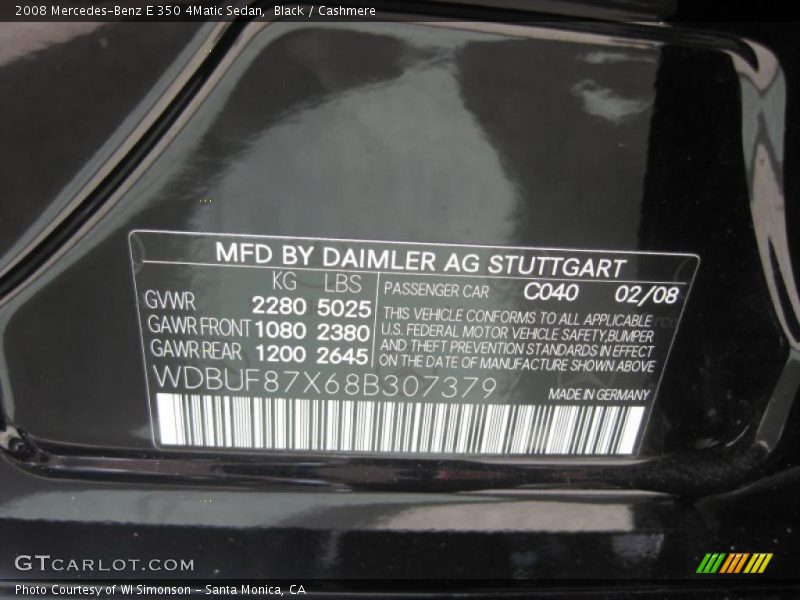 2008 Mercedes-Benz E 350 4Matic Sedan, Black / Cashmere
MFD BY DAIMLER AG STUTTGART
KG LBS
GVWR 2280 5025
GAWR FRONT 1080 2380
GAWR REAR 1200 2645
PASSENGER CAR C040 02/08
THIS VEHICLE CONFORMS TO ALL APPLICABLE
U.S. FEDERAL MOTOR VEHICLE SAFETY,BUMPER
AND THEFT PREVENTION STANDARDS IN EFFECT
ON THE DATE OF MANUFACTURE SHOWN ABOVE
WDBUF87X68B307379
MADE IN GERMANY
GTCARLOT.COM
Photo Courtesy of WI Simonson - Santa Monica, CA